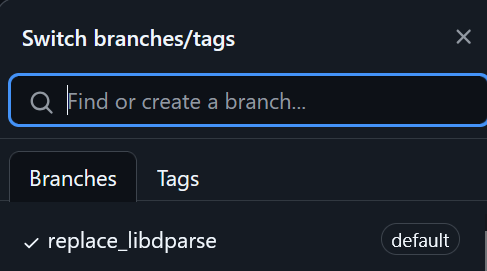 Switch branches/tags
Find or create a branch...
Branches Tags
replace_libdparse default